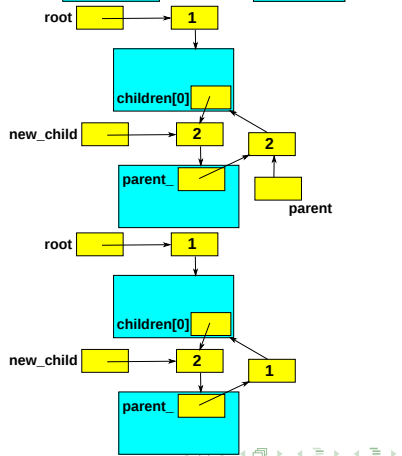 root 1
children[0]
new_child 2
2
parent_
parent
root 1
children[0]
new_child 2
1
parent_